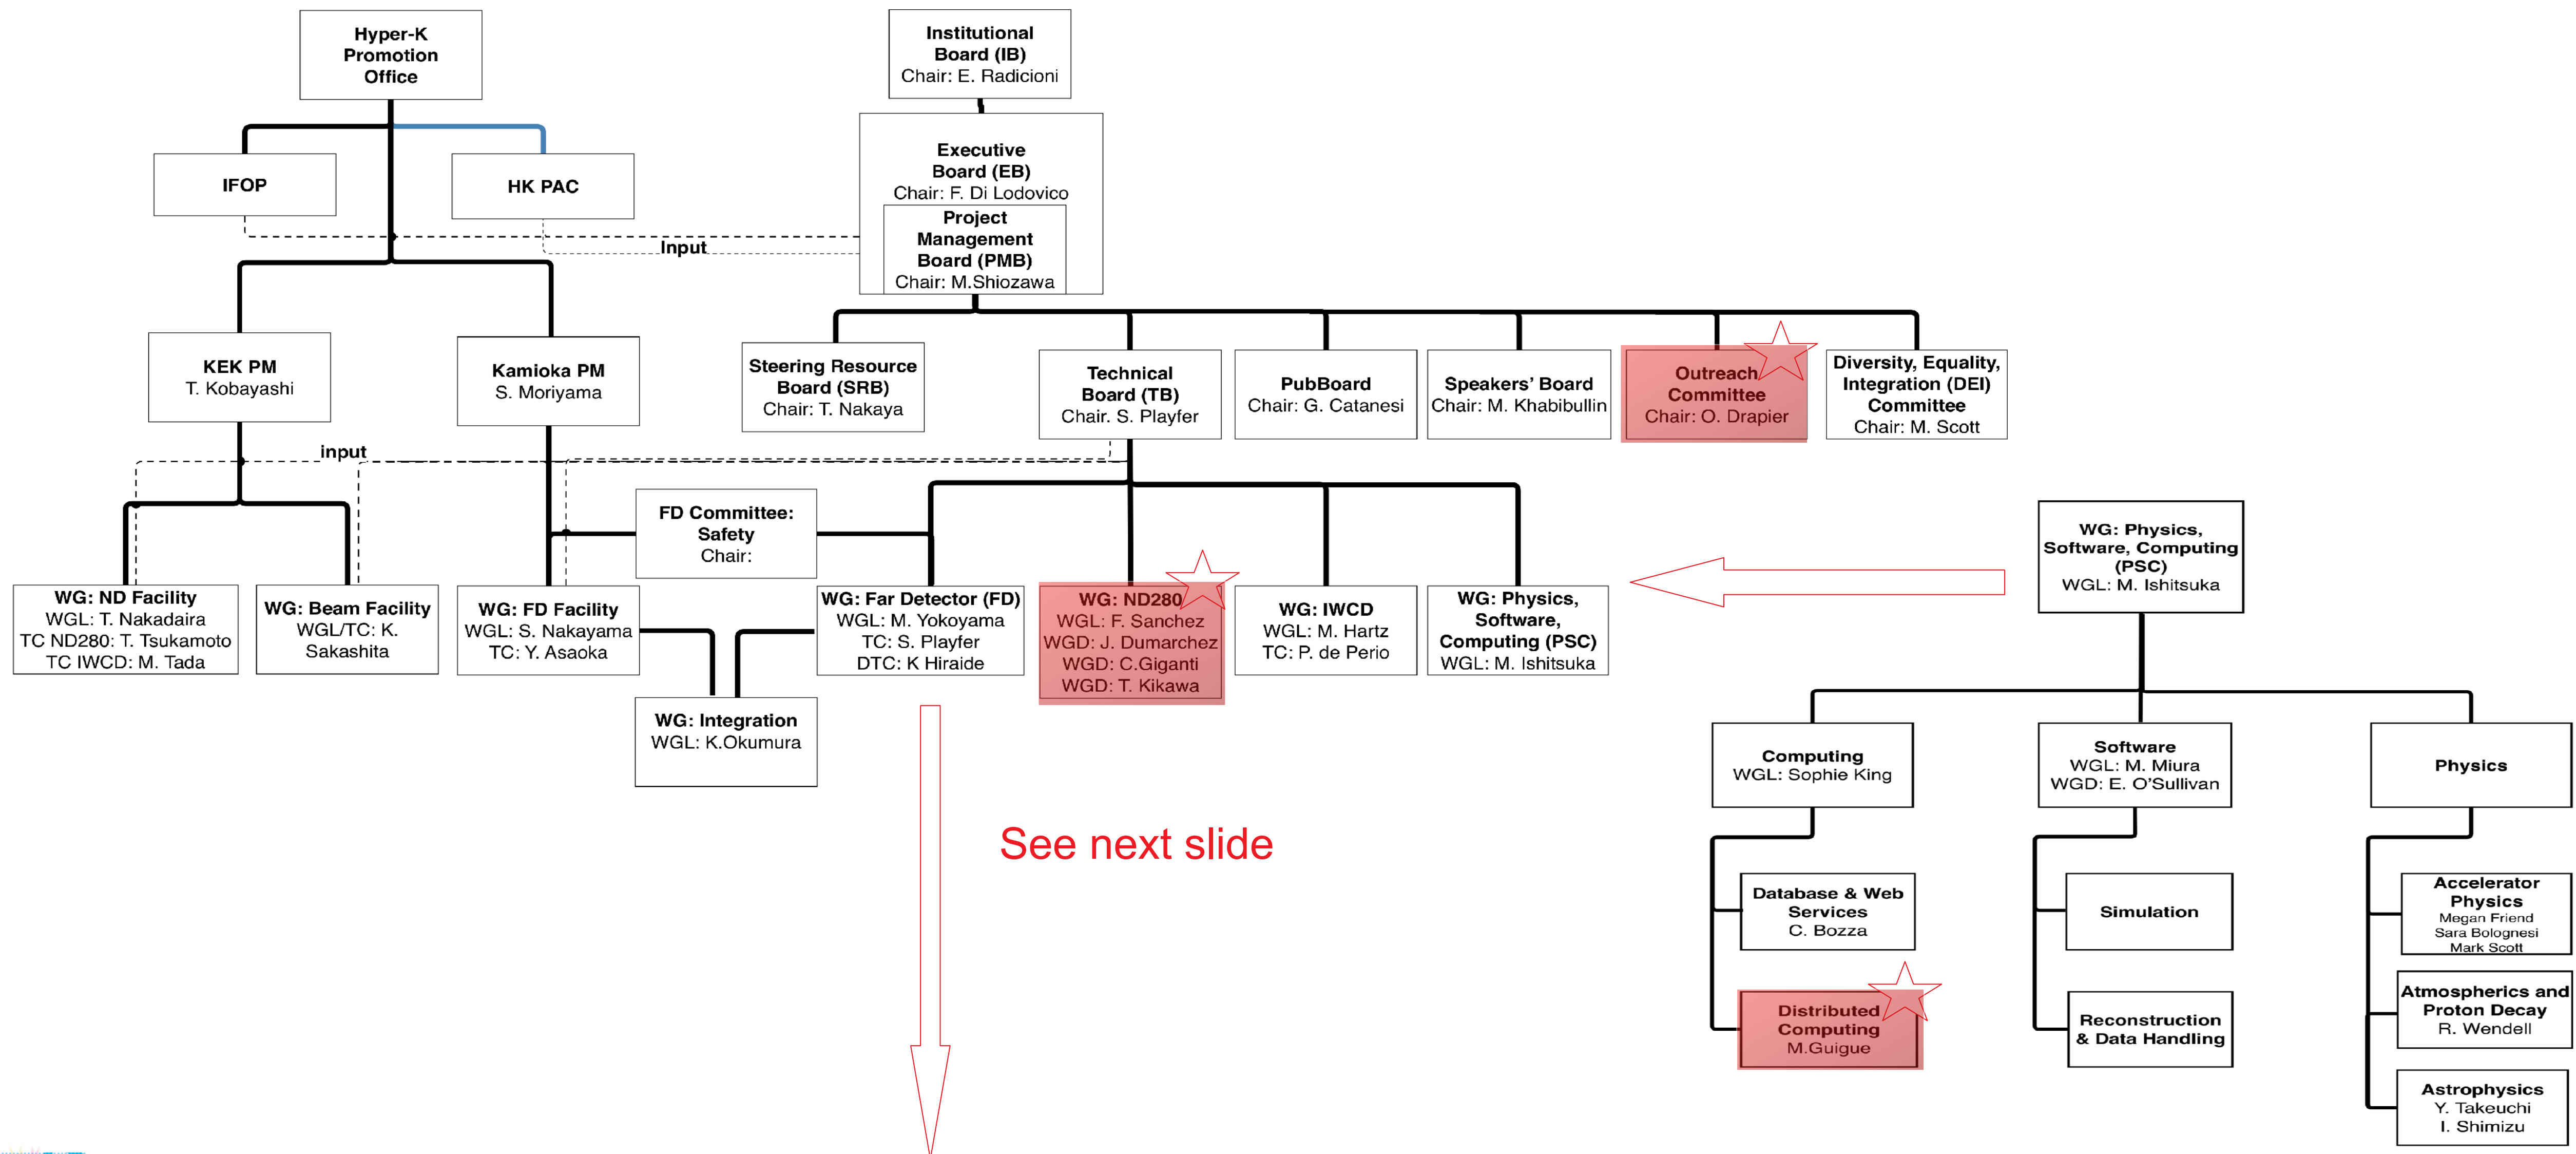 Hyper-K
Promotion
Office
Institutional
Board (IB)
Chair: E. Radicioni
IFOP
HK PAC
Executive
Board (EB)
Chair: F. Di Lodovico
Project
Management
Board (PMB)
Chair: M.Shiozawa
Input
KEK PM
T. Kobayashi
Kamioka PM
S. Moriyama
Steering Resource
Board (SRB)
Chair: T. Nakaya
Technical
Board (TB)
Chair. S. Playfer
PubBoard
Chair: G. Catanesi
Speakers' Board
Chair: M. Khabibullin
Outreach
Committee
Chair: O. Drapier
Diversity, Equality,
Integration (DEI)
Committee
Chair: M. Scott
input
FD Committee:
Safety
Chair:
WG: ND Facility
WGL: T. Nakadaira
TC ND280: T. Tsukamoto
TC IWCD: M. Tada
WG: Beam Facility
WGL/TC: K.
Sakashita
WG: FD Facility
WGL: S. Nakayama
TC: Y. Asaoka
WG: Far Detector (FD)
WGL: M. Yokoyama
TC: S. Playfer
DTC: K Hiraide
WG: ND280
WGL: F. Sanchez
WGD: J. Dumarchez
WGD: C.Giganti
WGD: T. Kikawa
WG: IWCD
WGL: M. Hartz
TC: P. de Perio
WG: Physics,
Software,
Computing (PSC)
WGL: M. Ishitsuka
WG: Integration
WGL: K.Okumura
See next slide
WG: Physics,
Software, Computing
(PSC)
WGL: M. Ishitsuka
Computing
WGL: Sophie King
Software
WGL: M. Miura
WGD: E. O'Sullivan
Physics
Database & Web
Services
C. Bozza
Distributed
Computing
M.Guigue
Simulation
Reconstruction
& Data Handling
Accelerator
Physics
Megan Friend
Sara Bolognesi
Mark Scott
Atmospherics and
Proton Decay
R. Wendell
Astrophysics
Y. Takeuchi
I. Shimizu